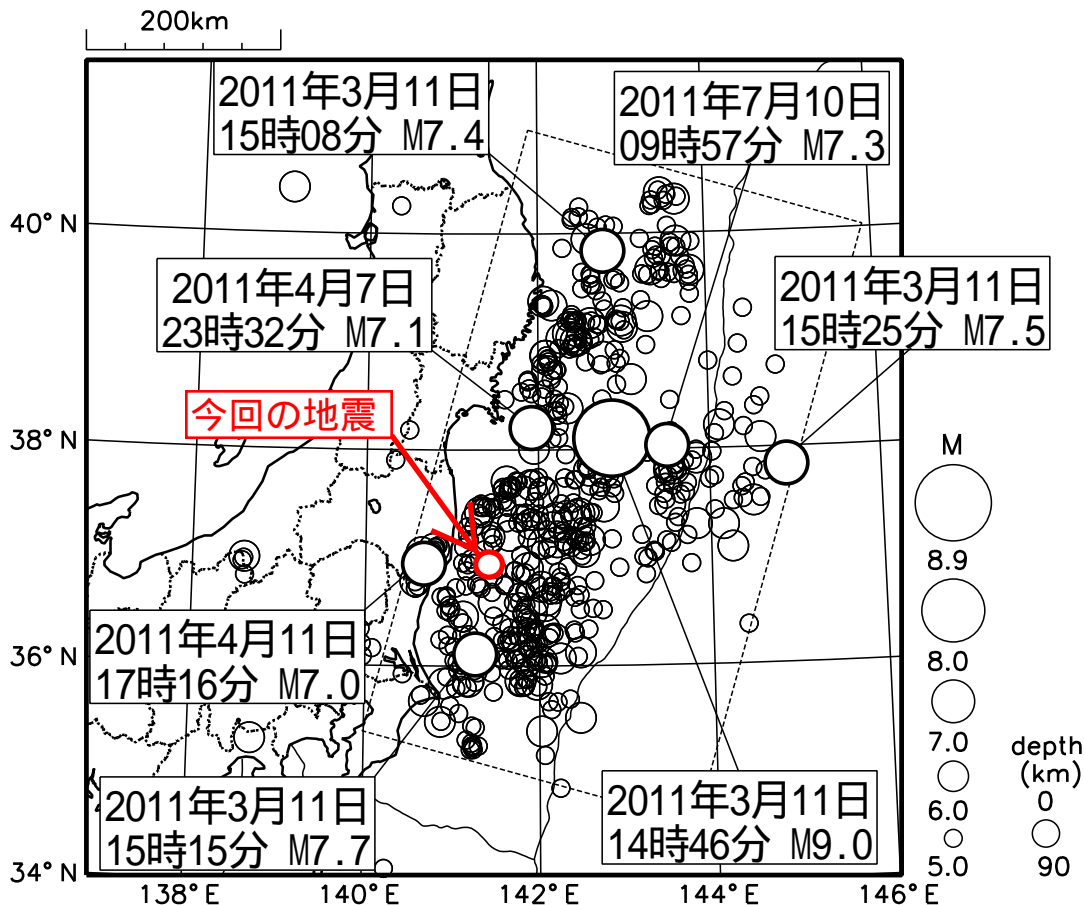 200km
2011年3月11日
15時08分 M7.4
2011年7月10日
09時57分 M7.3
40°N
2011年4月7日
23時32分 M7.1
2011年3月11日
15時25分 M7.5
今回の地震
38°N
M
8.9
8.0
7.0
6.0
5.0
depth
(km)
0
90
2011年4月11日
17時16分 M7.0
36°N
2011年3月11日
15時15分 M7.7
2011年3月11日
14時46分 M9.0
34°N
138°E
140°E
142°E
144°E
146°E